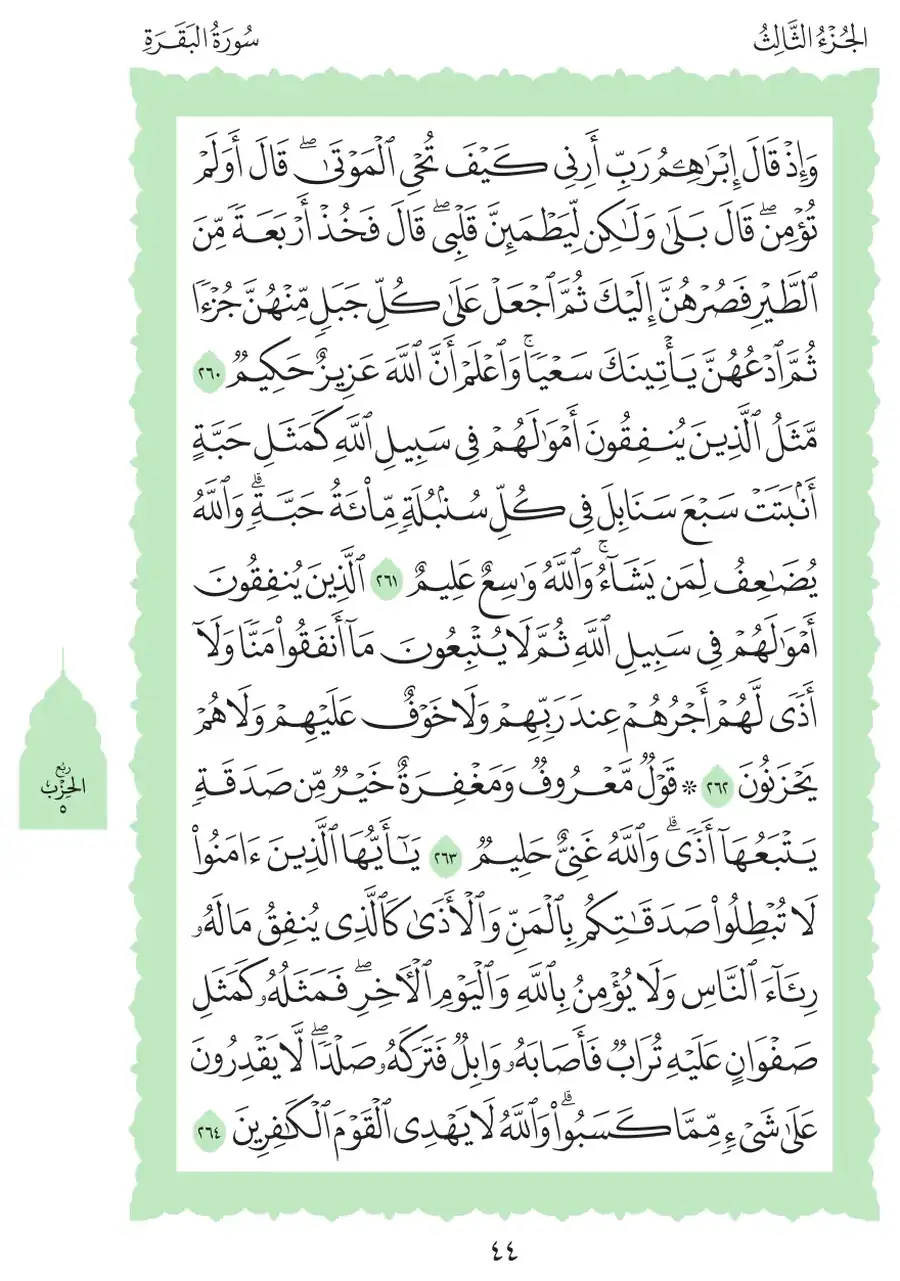 الجُزْءُ الثَّالِثُ
سُورَةُ البَقَرَةِ
وَإِذْ قَالَ إِبْرَٰهِـۧمُ رَبِّ أَرِنِى كَيْفَ تُحْىِ ٱلْمَوْتَىٰ ۖ قَالَ أَوَلَمْ
تُؤْمِن ۖ قَالَ بَلَىٰ وَلَـٰكِن لِّيَطْمَئِنَّ قَلْبِى ۖ قَالَ فَخُذْ أَرْبَعَةً مِّنَ
ٱلطَّيْرِ فَصُرْهُنَّ إِلَيْكَ ثُمَّ ٱجْعَلْ عَلَىٰ كُلِّ جَبَلٍ مِّنْهُنَّ جُزْءًا
ثُمَّ ٱدْعُهُنَّ يَأْتِينَكَ سَعْيًا ۚ وَٱعْلَمْ أَنَّ ٱللَّهَ عَزِيزٌ حَكِيمٌ ٢٦٠
مَّثَلُ ٱلَّذِينَ يُنفِقُونَ أَمْوَٰلَهُمْ فِى سَبِيلِ ٱللَّهِ كَمَثَلِ حَبَّةٍ
أَنۢبَتَتْ سَبْعَ سَنَابِلَ فِى كُلِّ سُنۢبُلَةٍ مِّا۟ئَةُ حَبَّةٍ ۗ وَٱللَّهُ
يُضَـٰعِفُ لِمَن يَشَآءُ ۚ وَٱللَّهُ وَٰسِعٌ عَلِيمٌ ٢٦١ ٱلَّذِينَ يُنفِقُونَ
أَمْوَٰلَهُمْ فِى سَبِيلِ ٱللَّهِ ثُمَّ لَا يُتْبِعُونَ مَآ أَنفَقُوا۟ مَنًّا وَلَآ
أَذًى لَّهُمْ أَجْرُهُمْ عِندَ رَبِّهِمْ وَلَا خَوْفٌ عَلَيْهِمْ وَلَا هُمْ
يَحْزَنُونَ ٢٦٢ * قَوْلٌ مَّعْرُوفٌ وَمَغْفِرَةٌ خَيْرٌ مِّن صَدَقَةٍ
يَتْبَعُهَآ أَذًى ۗ وَٱللَّهُ غَنِىٌّ حَلِيمٌ ٢٦٣ يَـٰٓأَيُّهَا ٱلَّذِينَ ءَامَنُوا۟
لَا تُبْطِلُوا۟ صَدَقَـٰتِكُم بِٱلْمَنِّ وَٱلْأَذَىٰ كَٱلَّذِى يُنفِقُ مَالَهُۥ
رِئَآءَ ٱلنَّاسِ وَلَا يُؤْمِنُ بِٱللَّهِ وَٱلْيَوْمِ ٱلْـَٔاخِرِ ۖ فَمَثَلُهُۥ كَمَثَلِ
صَفْوَانٍ عَلَيْهِ تُرَابٌ فَأَصَابَهُۥ وَابِلٌ فَتَرَكَهُۥ صَلْدًا ۖ لَّا يَقْدِرُونَ
عَلَىٰ شَىْءٍ مِّمَّا كَسَبُوا۟ ۗ وَٱللَّهُ لَا يَهْدِى ٱلْقَوْمَ ٱلْكَـٰفِرِينَ ٢٦٤
رُبُع
الحِزْبِ
٥
٤٤